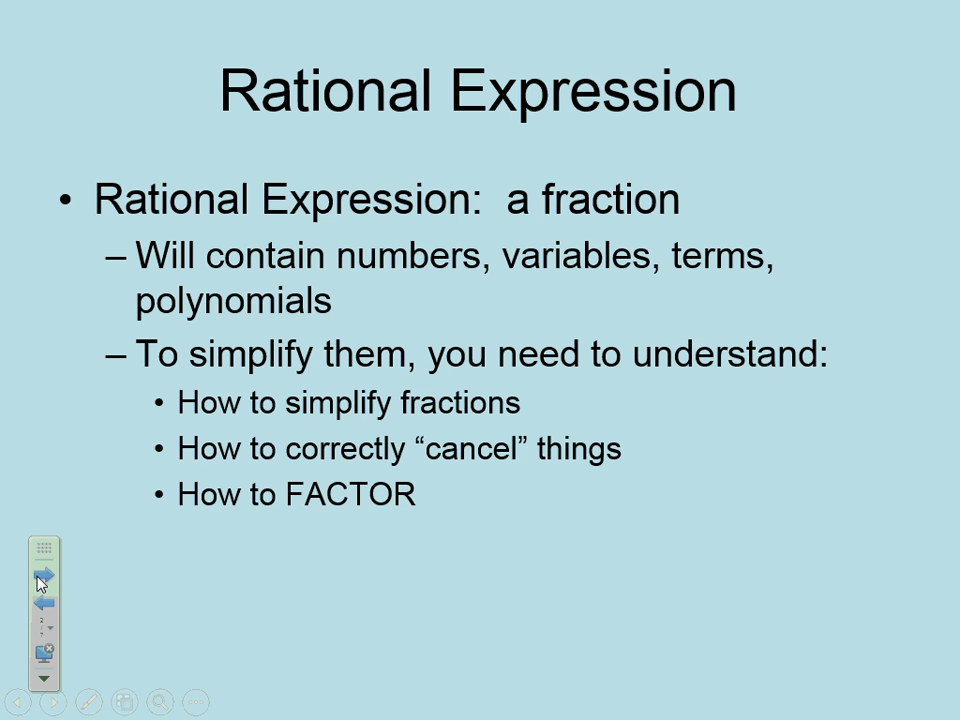 Rational Expression
• Rational Expression:  a fraction
– Will contain numbers, variables, terms,
polynomials
– To simplify them, you need to understand:
• How to simplify fractions
• How to correctly “cancel” things
• How to FACTOR